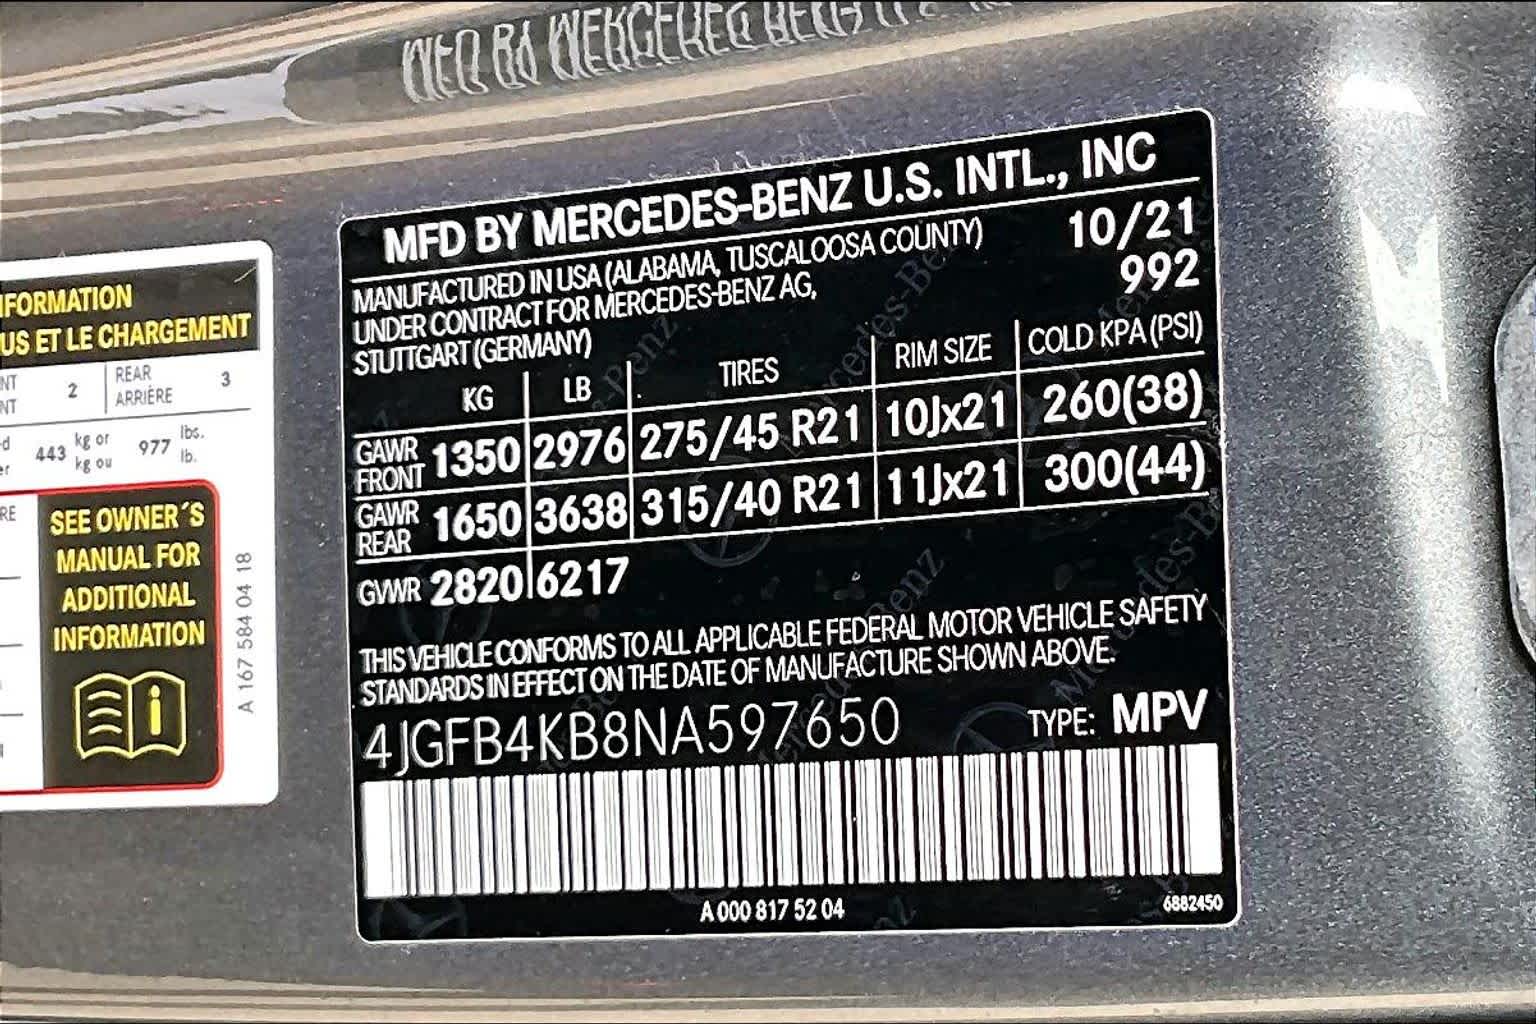 MFD BY MERCEDES-BENZ U.S. INTL., INC
MANUFACTURED IN USA (ALABAMA, TUSCALOOSA COUNTY) 10/21
UNDER CONTRACT FOR MERCEDES-BENZ AG, 992
STUTTGART (GERMANY)
KG LB TIRES RIM SIZE COLD KPA (PSI)
GAWR FRONT 1350 2976 275/45 R21 10Jx21 260(38)
GAWR REAR 1650 3638 315/40 R21 11Jx21 300(44)
GVWR 2820 6217
THIS VEHICLE CONFORMS TO ALL APPLICABLE FEDERAL MOTOR VEHICLE SAFETY
STANDARDS IN EFFECT ON THE DATE OF MANUFACTURE SHOWN ABOVE.
4JGFB4KB8NA597650 TYPE: MPV
A 000 817 52 04 6882450
ET LE CHARGEMENT
2 REAR 3
ARRIÈRE
443 kg or 977 lbs.
kg ou lb.
SEE OWNER´S
MANUAL FOR
ADDITIONAL
INFORMATION
A 167 584 04 18